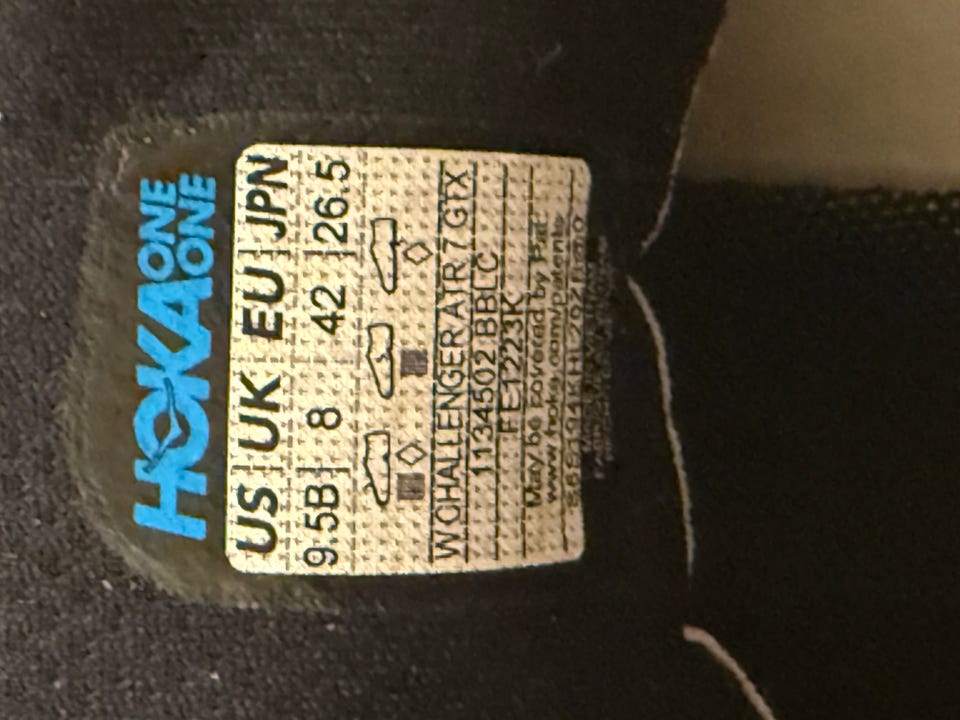 HOKA ONE ONE
US UK EU JPN
9.5B 8 42 26.5
W CHALLENGER ATR 7 GTX
1134502 BBLC
FE1223K
May be covered by Pat.
www.hoka.com/patents